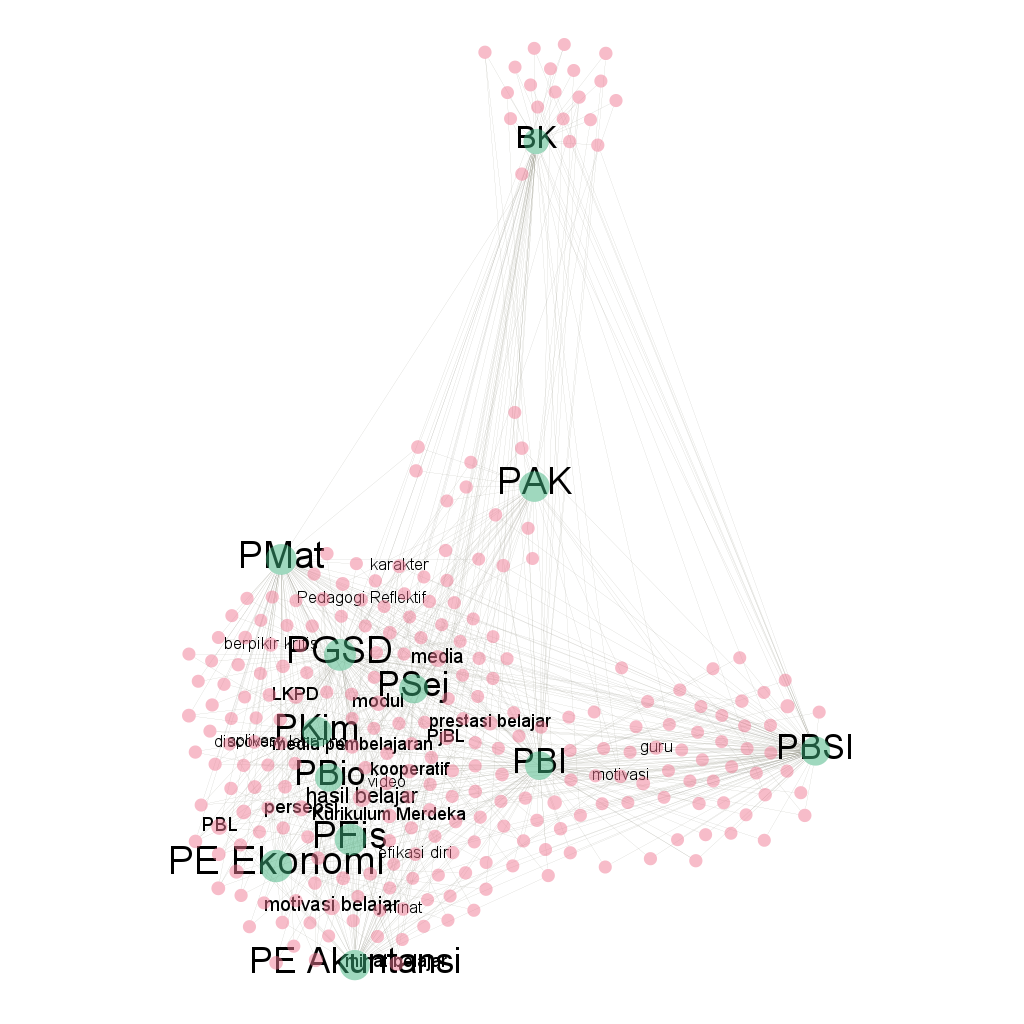 BK
PAK
PMat
karakter
Pedagogi Reflektif
berpikir kritis
PGSD
media
PSej
LKPD
modul
prestasi belajar
PKim
PjBL
media pembelajaran
guru
PBSI
PBI
kooperatif
PBio
video
motivasi
hasil belajar
persepsi
Kurikulum Merdeka
PBL
PFis
efikasi diri
PE Ekonomi
motivasi belajar
minat
PE Akuntansi
minat belajar